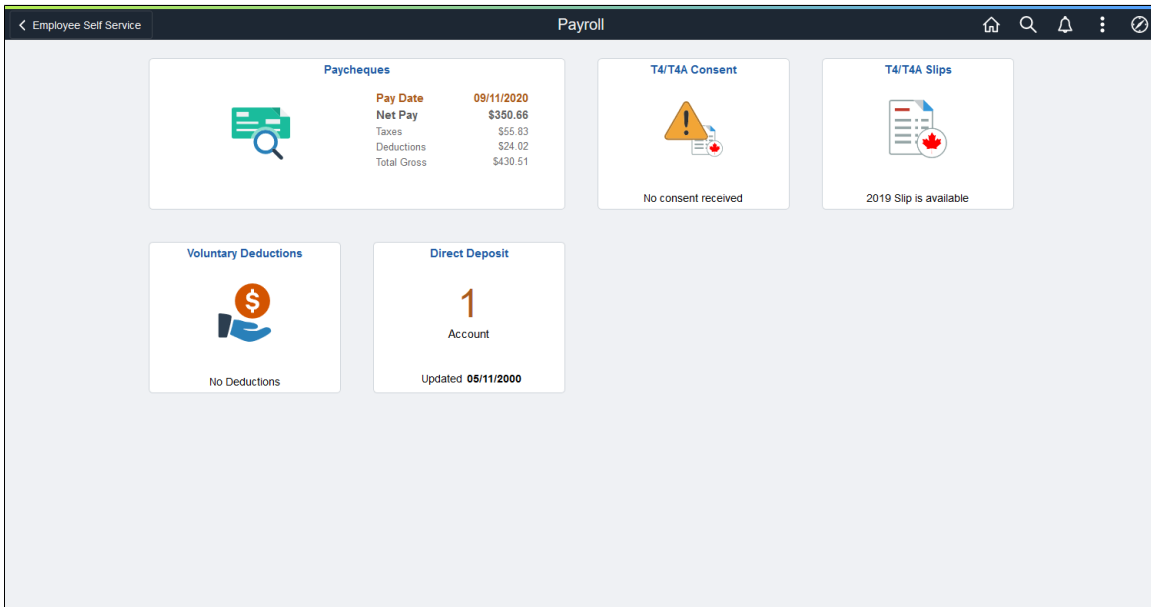 Employee Self Service
Payroll
Paycheques
Pay Date 09/11/2020
Net Pay $350.66
Taxes $55.83
Deductions $24.02
Total Gross $430.51
T4/T4A Consent
No consent received
T4/T4A Slips
2019 Slip is available
Voluntary Deductions
$
No Deductions
Direct Deposit
1
Account
Updated 05/11/2000